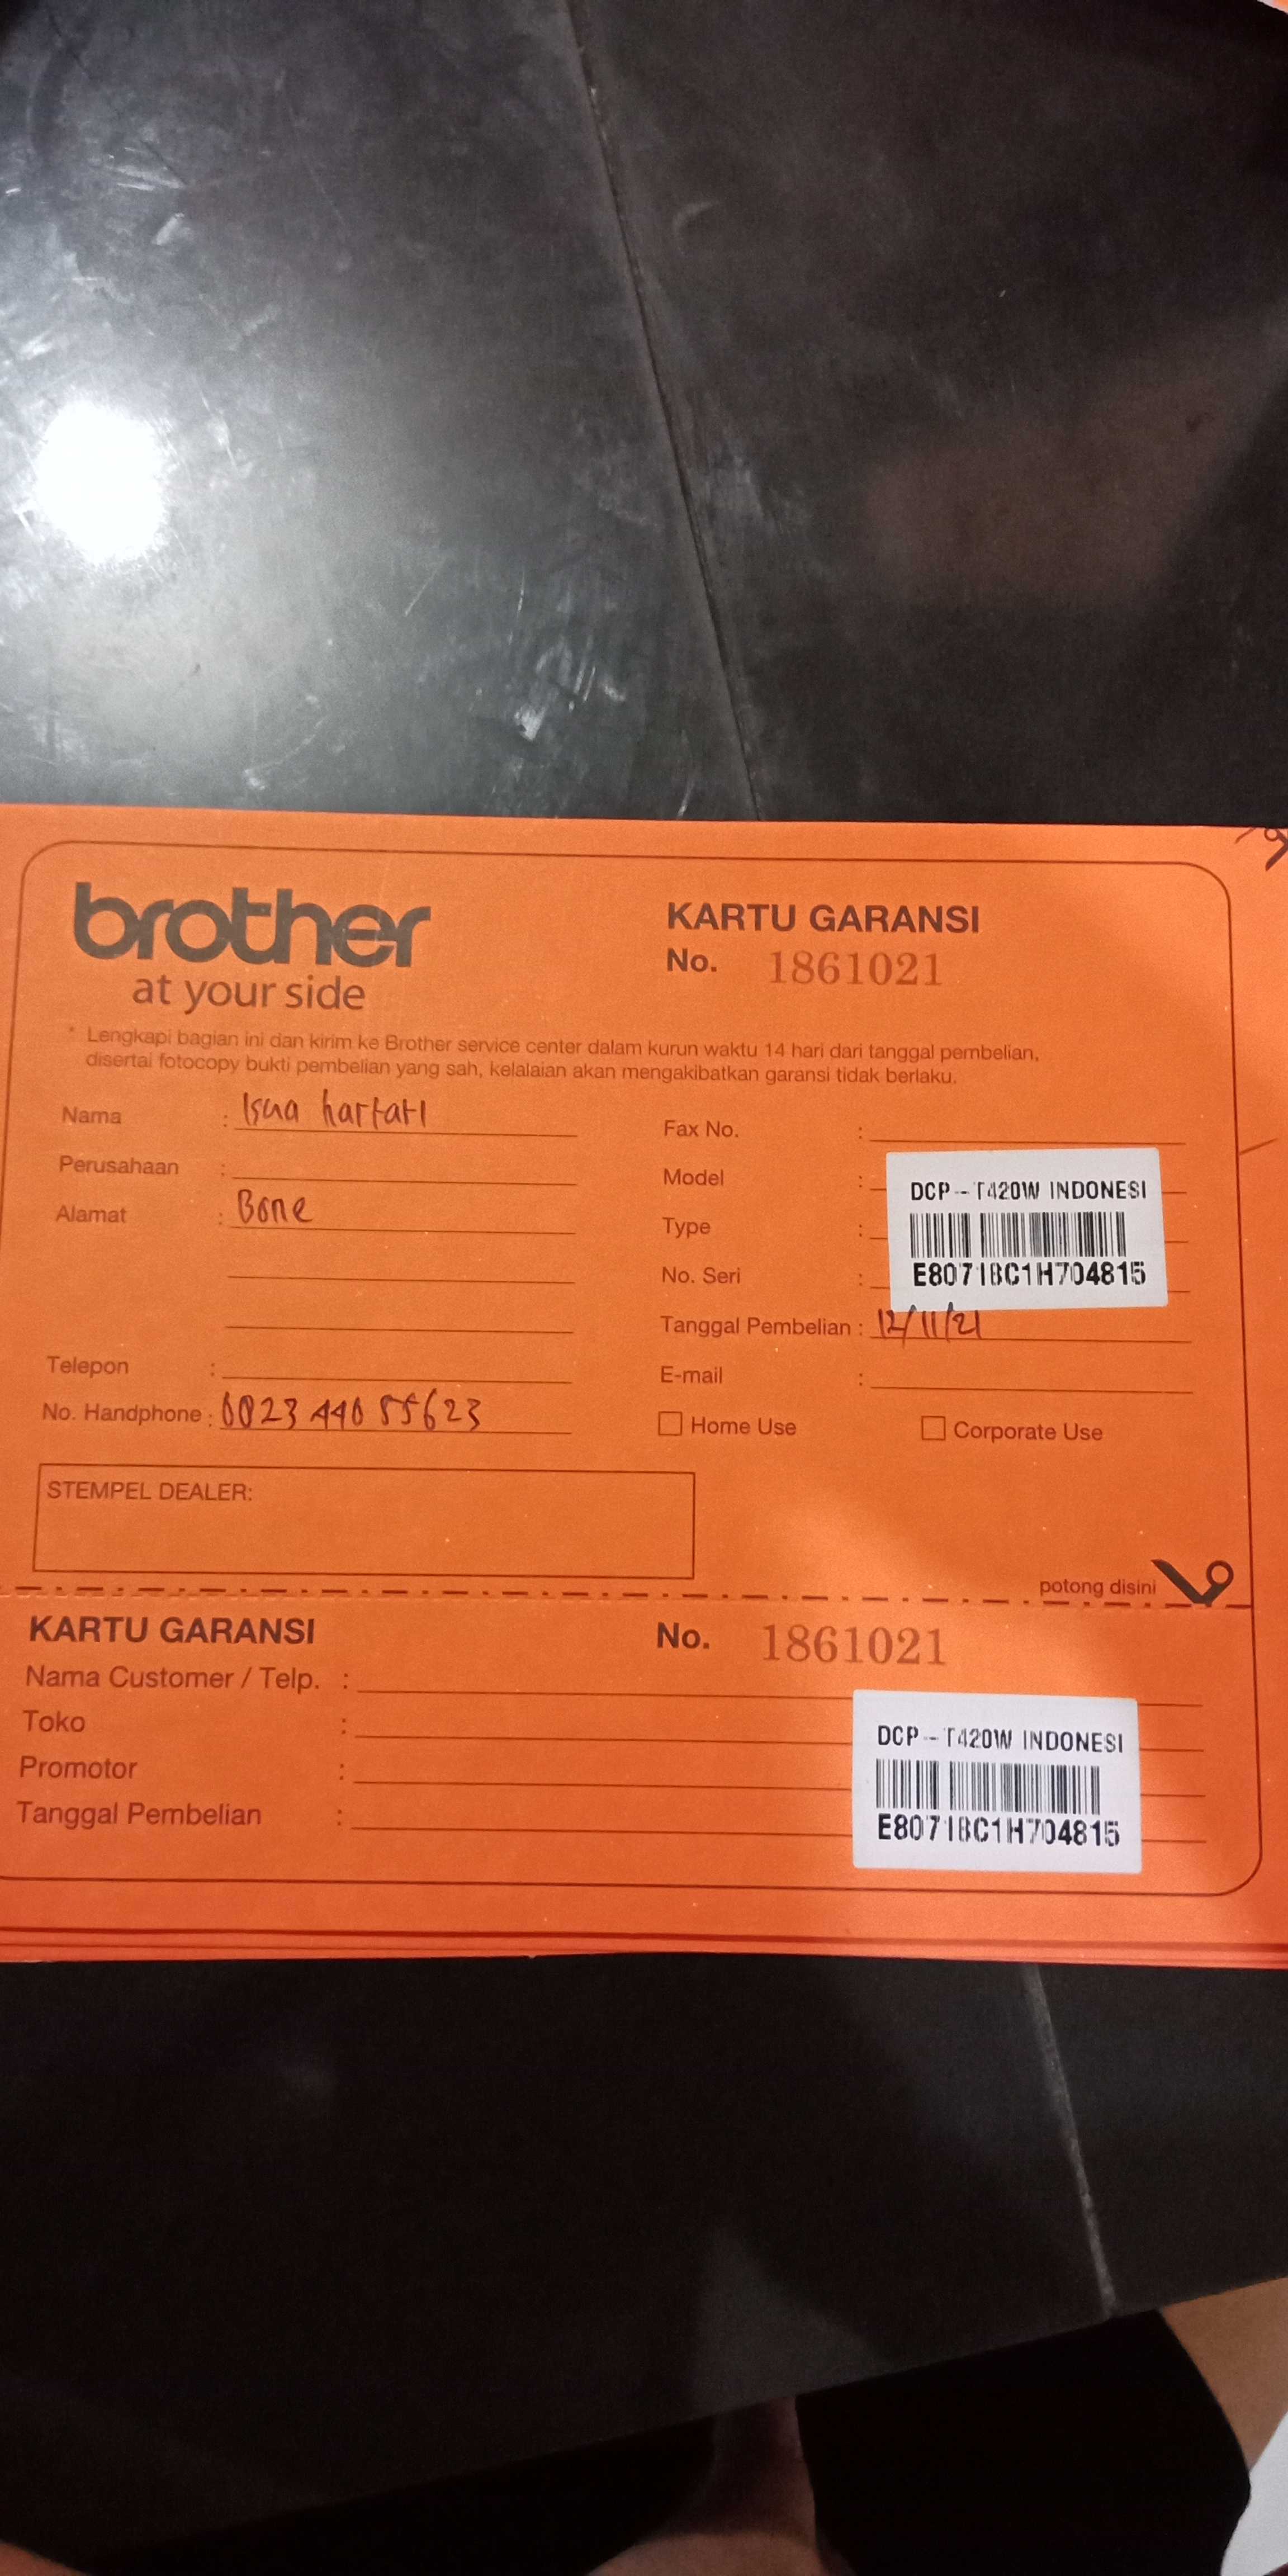 brother
at your side
KARTU GARANSI
No. 1861021
* Lengkapi bagian ini dan kirim ke Brother service center dalam kurun waktu 14 hari dari tanggal pembelian,
disertai fotocopy bukti pembelian yang sah, kelalaian akan mengakibatkan garansi tidak berlaku.
Nama : hartati
Perusahaan :
Alamat : Bone
Telepon :
No. Handphone :
Fax No. :
Model : DCP-T420W INDONESI
Type :
No. Seri : E80718C1H704815
Tanggal Pembelian : 12/11/21
E-mail :
Home Use Corporate Use
STEMPEL DEALER:
potong disini
KARTU GARANSI No. 1861021
Nama Customer / Telp. :
Toko :
Promotor :
Tanggal Pembelian :
DCP-T420W INDONESI
E80718C1H704815